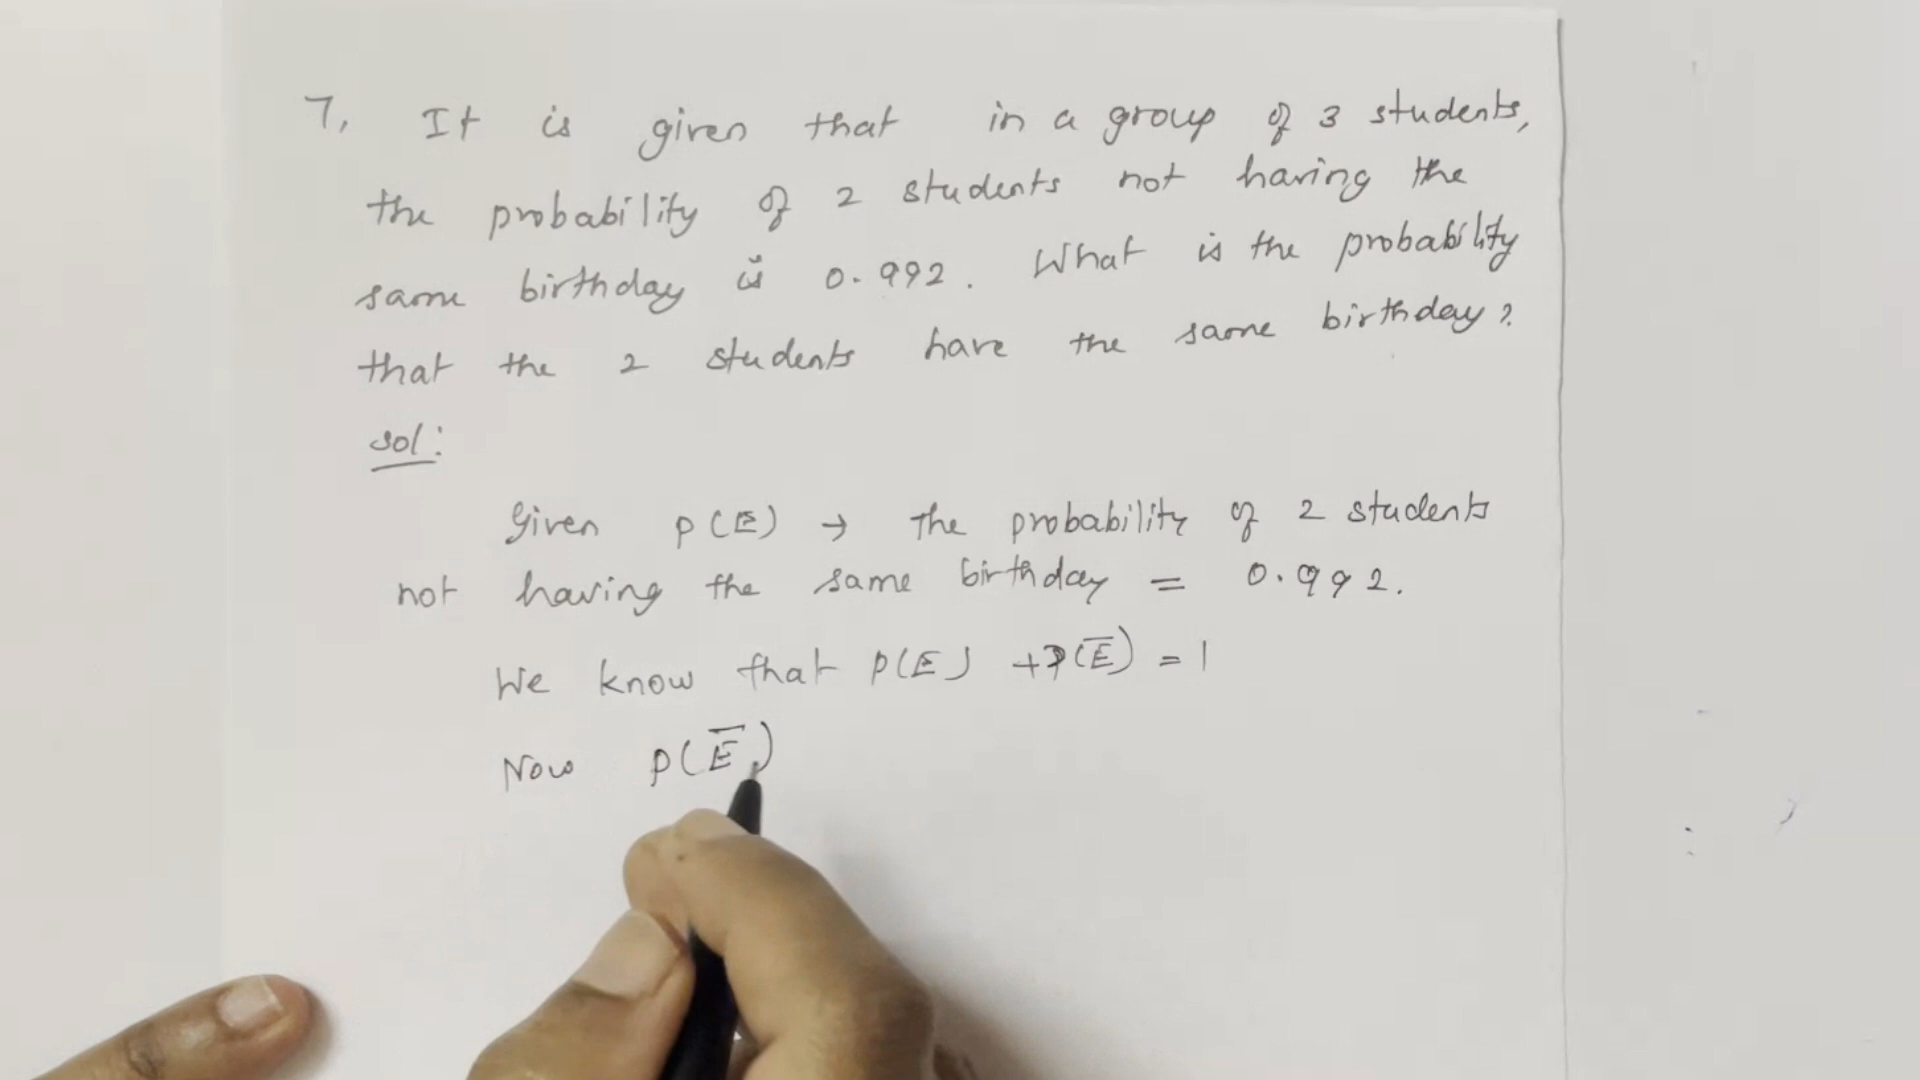 7, It is given that in a group of 3 students,
the probability of 2 students not having the
same birthday is 0.992. What is the probability
that the 2 students have the same birthday?
sol:
Given P(E) → The probability of 2 students
not having the same birthday = 0.992.
We know that P(E) + P(E̅) = 1
Now P(E̅)